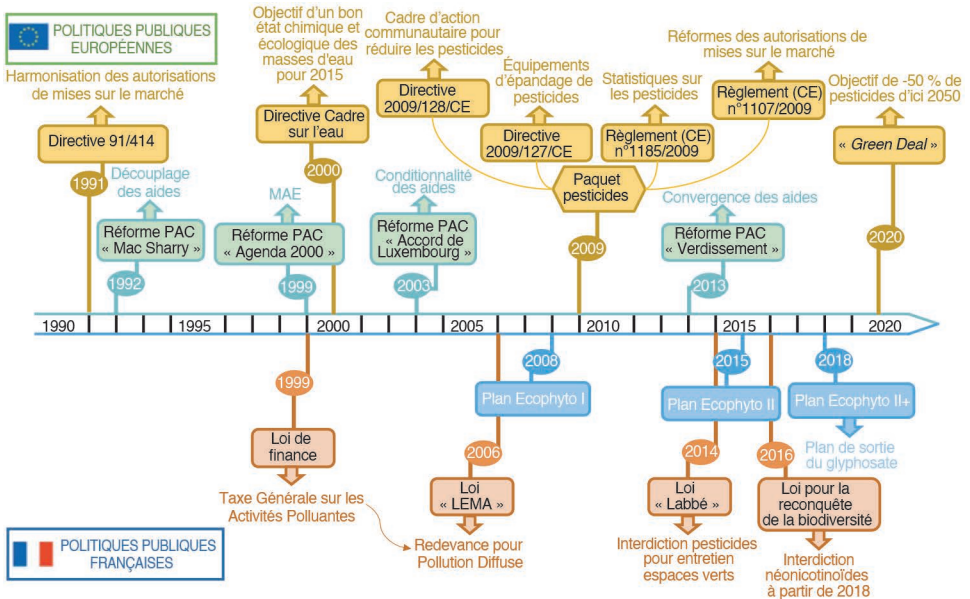 POLITIQUES PUBLIQUES
EUROPÉENNES
Harmonisation des autorisations
de mises sur le marché
Directive 91/414
1991
Objectif d'un bon
état chimique et
écologique des
masses d'eau
pour 2015
Directive Cadre
sur l'eau
2000
Cadre d'action
communautaire pour
réduire les pesticides
Directive
2009/128/CE
Équipements
d'épandage de
pesticides
Directive
2009/127/CE
Statistiques sur
les pesticides
Règlement (CE)
n°1185/2009
Réformes des autorisations de
mises sur le marché
Règlement (CE)
n°1107/2009
Paquet
pesticides
2009
Objectif de -50 % de
pesticides d'ici 2050
« Green Deal »
2020
Découplage
des aides
Réforme PAC
« Mac Sharry »
1992
MAE
Réforme PAC
« Agenda 2000 »
1999
Conditionnalité
des aides
Réforme PAC
« Accord de
Luxembourg »
2003
Convergence des aides
Réforme PAC
« Verdissement »
2013
1990 1995 2000 2005 2010 2015 2020
1999
Loi de
finance
Taxe Générale sur les
Activités Polluantes
2008
Plan Ecophyto I
2006
Loi
« LEMA »
Redevance pour
Pollution Diffuse
2015
Plan Ecophyto II
2014
Loi
« Labbé »
Interdiction pesticides
pour entretien
espaces verts
2018
Plan Ecophyto II+
Plan de sortie
du glyphosate
2016
Loi pour la
reconquête
de la biodiversité
Interdiction
néonicotinoïdes
à partir de 2018
POLITIQUES PUBLIQUES
FRANÇAISES